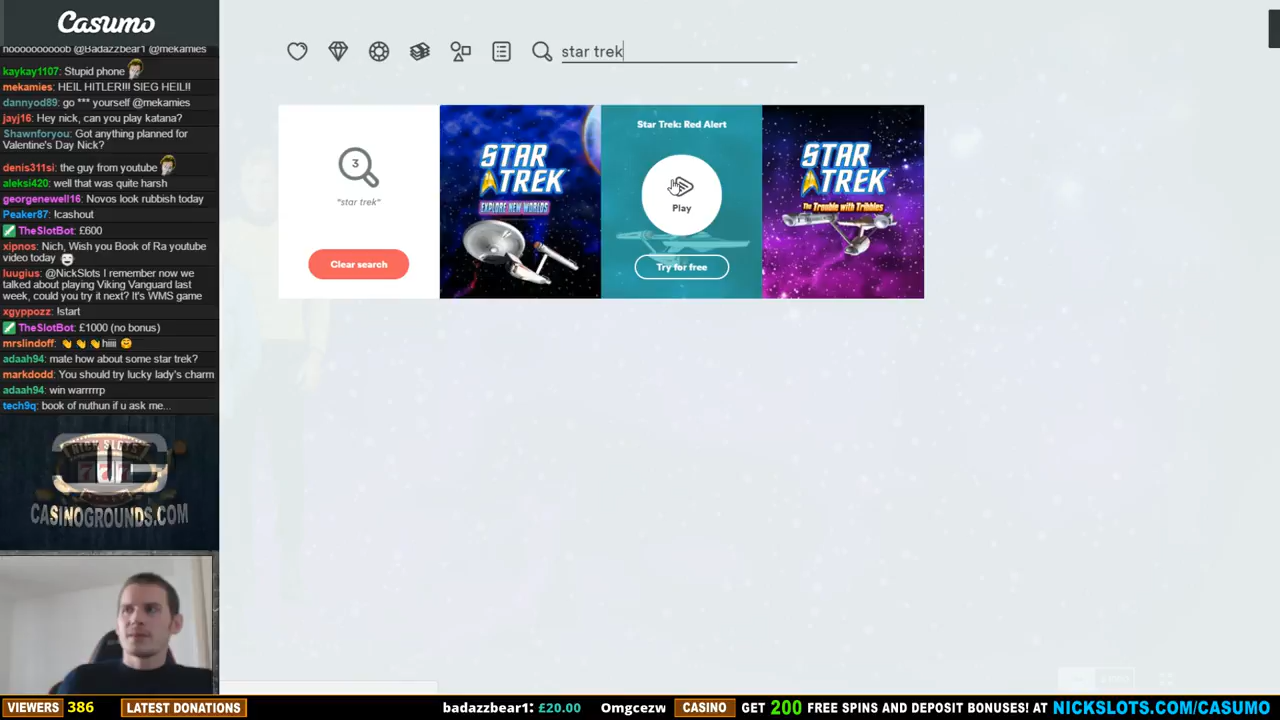 Casumo
noooooooooob @Badazzbear1 @mekamies
kaykay1107: Stupid phone
mekamies: HEIL HITLER!!! SIEG HEIL!!
dannyod89: go *** yourself @mekamies
jayj16: Hey nick, can you play katana?
Shawnforyou: Got anything planned for
Valentine's Day Nick?
denis311si: the guy from youtube
aleksi420: well that was quite harsh
georgenewell16: Novos look rubbish today
Peaker87: !cashout
TheSlotBot: £600
xipnos: Nich, Wish you Book of Ra youtube
video today
luugius: @NickSlots I remember now we
talked about playing Viking Vanguard last
week, could you try it next? It's WMS game
xgyppozz: !start
TheSlotBot: £1000 (no bonus)
mrslindoff: hiiii
adaah94: mate how about some star trek?
markdodd: You should try lucky lady's charm
adaah94: win warrrrrp
tech9q: book of nuthun if u ask me...
NICK SLOTS
777
CASINOGROUNDS.COM
star trek
3
"star trek"
Clear search
STAR TREK
EXPLORE NEW WORLDS
Star Trek: Red Alert
Play
Try for free
STAR TREK
The Trouble with Tribbles
VIEWERS 386 LATEST DONATIONS badazzbear1: £20.00 Omgcezw CASINO GET 200 FREE SPINS AND DEPOSIT BONUSES! AT NICKSLOTS.COM/CASUMO